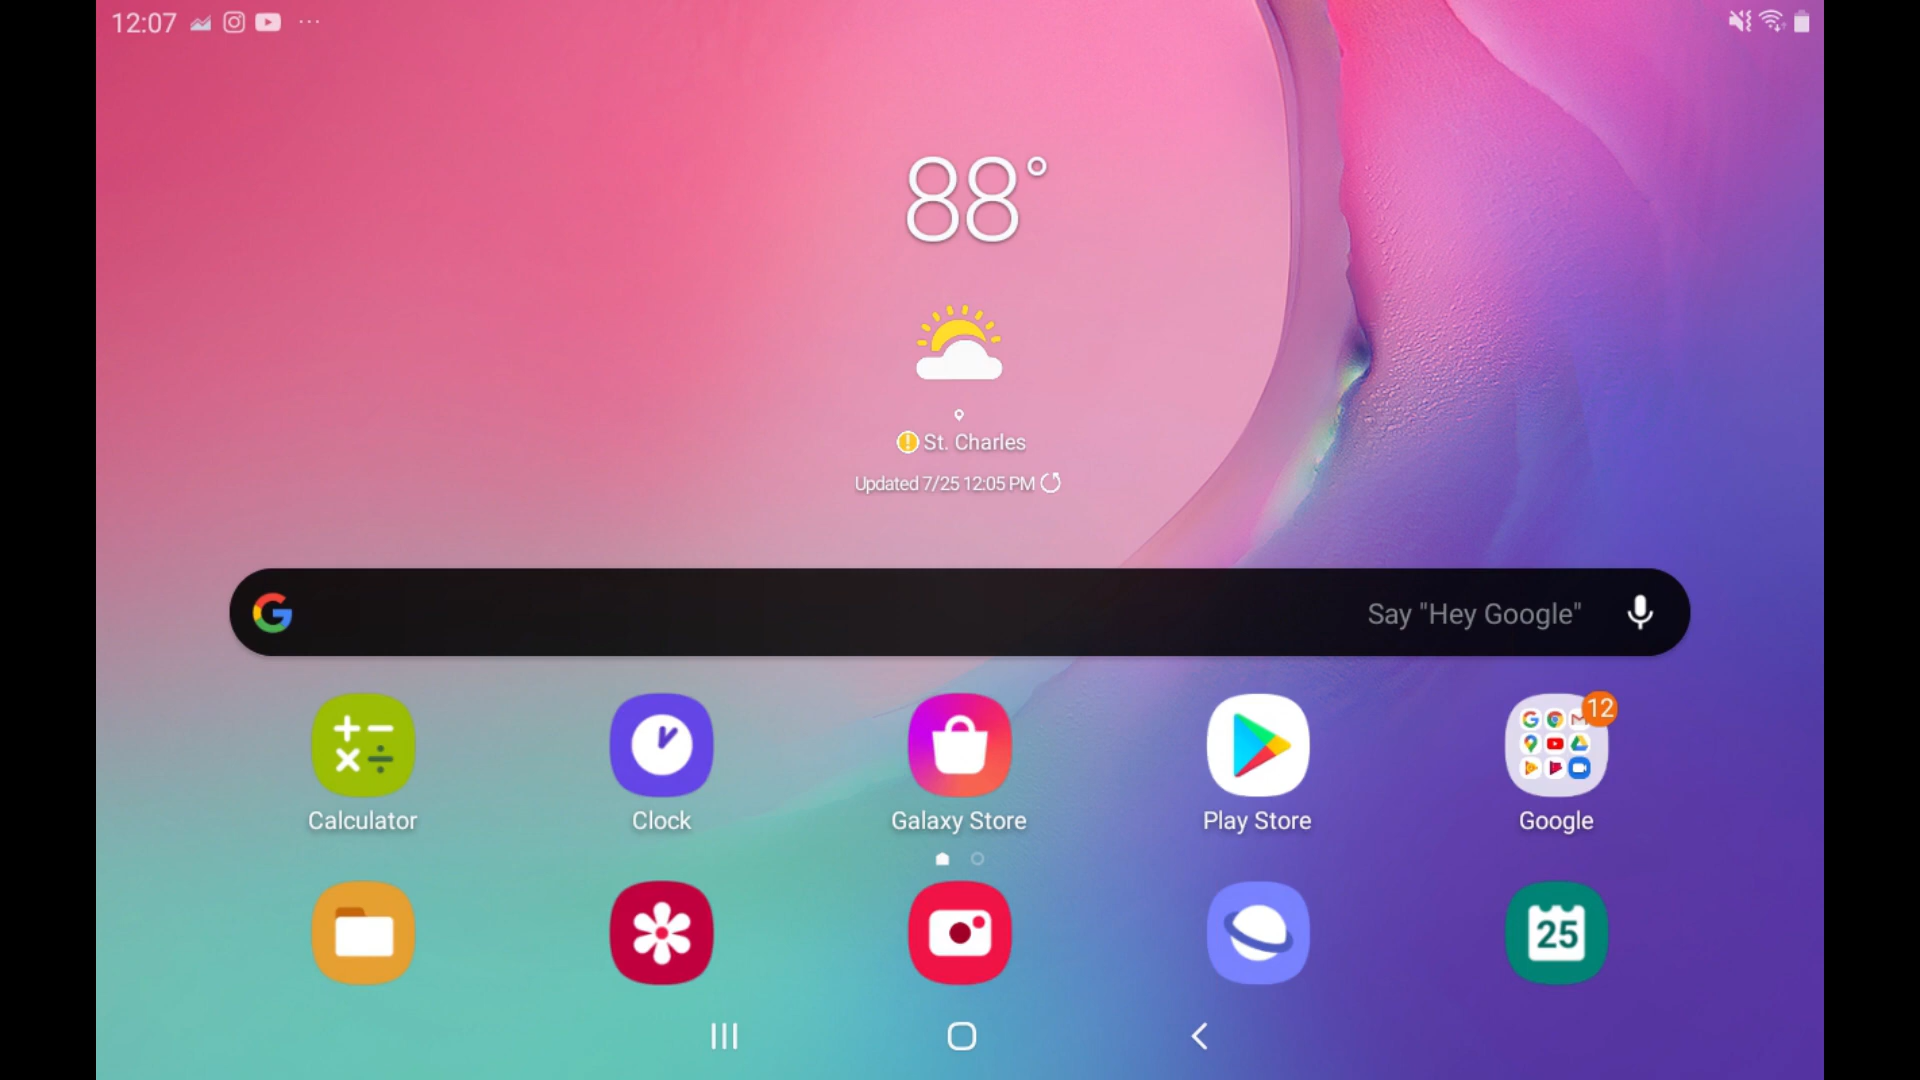 12:07
88°
St. Charles
Updated 7/25 12:05 PM
Say "Hey Google"
12
Calculator
Clock
Galaxy Store
Play Store
Google
25